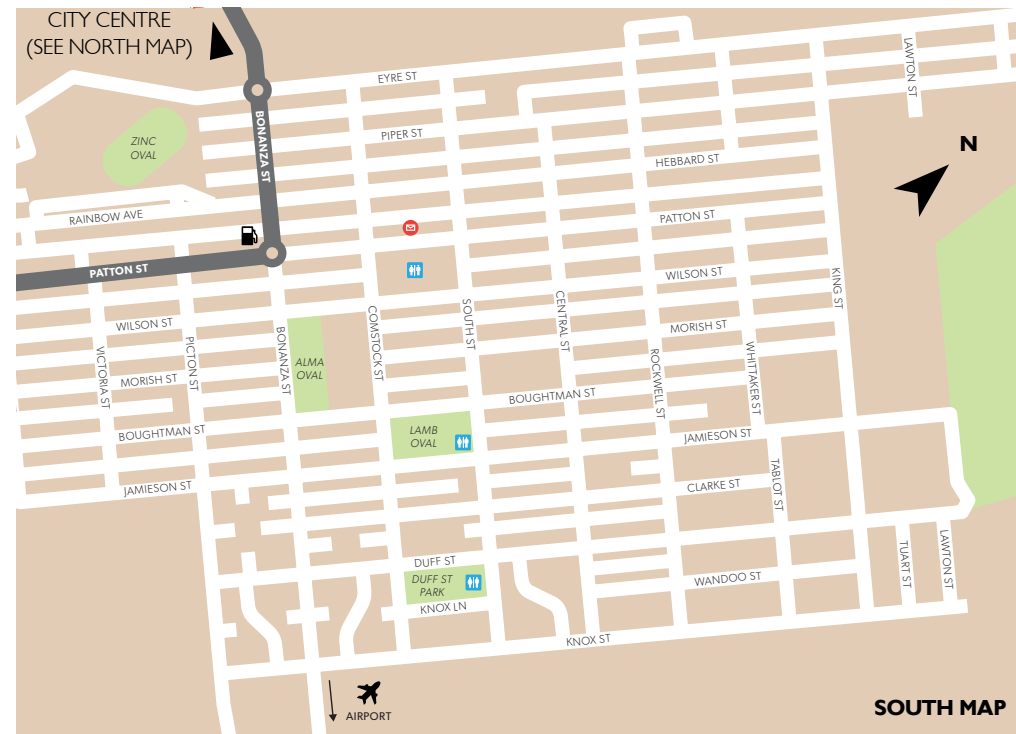 CITY CENTRE
(SEE NORTH MAP)
EYRE ST
LAWTON ST
BONANZA ST
PIPER ST
ZINC
OVAL
HEBBARD ST
N
RAINBOW AVE
PATTON ST
PATTON ST
WILSON ST
KING ST
WILSON ST
MORISH ST
VICTORIA ST
PICTON ST
BONANZA ST
ALMA
OVAL
COMSTOCK ST
SOUTH ST
CENTRAL ST
ROCKWELL ST
WHITTAKER ST
MORISH ST
BOUGHTMAN ST
BOUGHTMAN ST
LAMB
OVAL
JAMIESON ST
JAMIESON ST
CLARKE ST
TABLOT ST
DUFF ST
DUFF ST
PARK
KNOX LN
WANDOO ST
TUART ST
LAWTON ST
KNOX ST
AIRPORT
SOUTH MAP